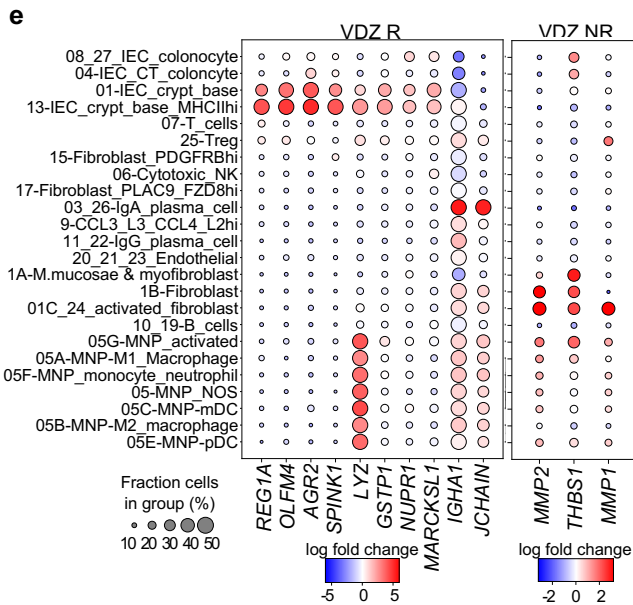 e
VDZ R
VDZ NR
08_27_IEC_colonocyte
04-IEC_CT_coloncyte
01-IEC_crypt_base
13-IEC_crypt_base_MHCIIhi
07-T_cells
25-Treg
15-Fibroblast_PDGFRBhi
06-Cytotoxic_NK
17-Fibroblast_PLAC9_FZD8hi
03_26-IgA_plasma_cell
9-CCL3_L3_CCL4_L2hi
11_22-IgG_plasma_cell
20_21_23_Endothelial
1A-M.mucosae & myofibroblast
1B-Fibroblast
01C_24_activated_fibroblast
10_19-B_cells
05G-MNP_activated
05A-MNP-M1_Macrophage
05F-MNP_monocyte_neutrophil
05-MNP_NOS
05C-MNP-mDC
05B-MNP-M2_macrophage
05E-MNP-pDC
REG1A
OLFM4
AGR2
SPINK1
LYZ
GSTP1
NUPR1
MARCKSL1
IGHA1
JCHAIN
MMP2
THBS1
MMP1
Fraction cells
in group (%)
10 20 30 40 50
log fold change
-5 0 5
log fold change
-2 0 2